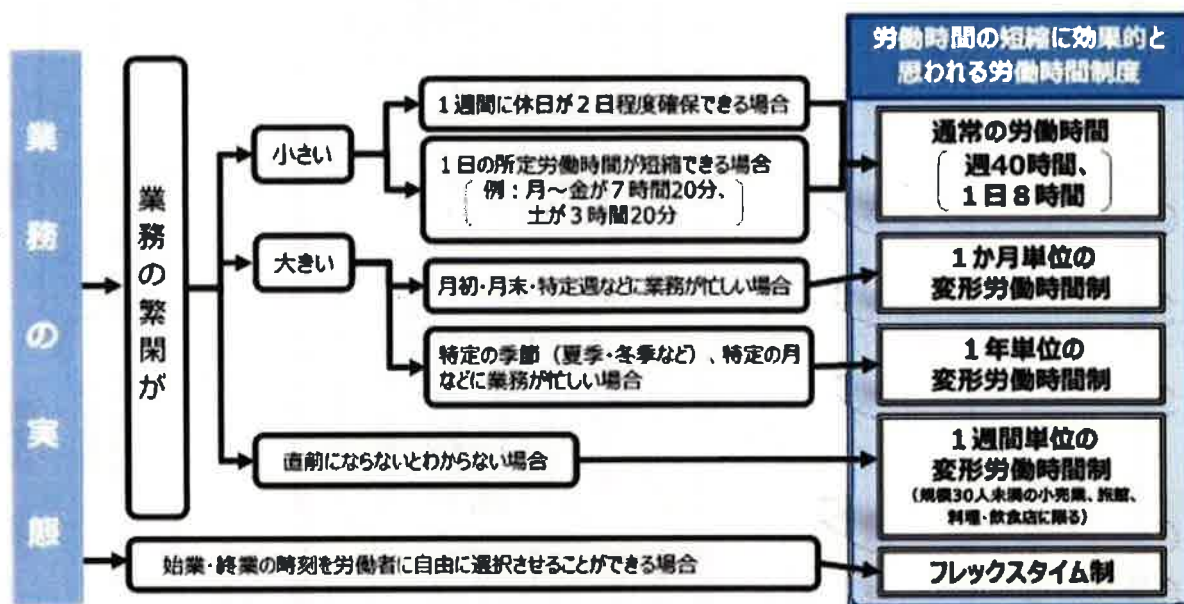 業務の実態
業務の繁閑が
小さい
1週間に休日が2日程度確保できる場合
1日の所定労働時間が短縮できる場合
例:月~金が7時間20分、
土が3時間20分
大きい
月初・月末・特定週などに業務が忙しい場合
特定の季節(夏季・冬季など)、特定の月
などに業務が忙しい場合
直前にならないとわからない場合
始業・終業の時刻を労働者に自由に選択させることができる場合
労働時間の短縮に効果的と
思われる労働時間制度
通常の労働時間
週40時間、
1日8時間
1か月単位の
変形労働時間制
1年単位の
変形労働時間制
1週間単位の
変形労働時間制
(規模30人未満の小売業、旅館、
料理・飲食店に限る)
フレックスタイム制